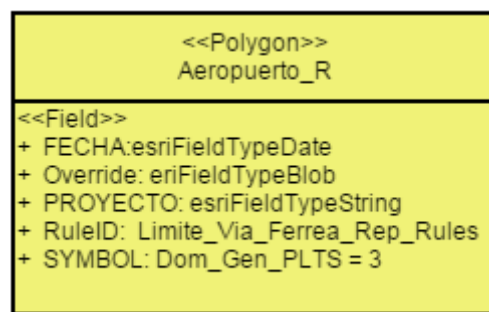 <<Polygon>>
Aeropuerto_R
<<Field>>
+ FECHA:esriFieldTypeDate
+ Override: eriFieldTypeBlob
+ PROYECTO: esriFieldTypeString
+ RuleID: Limite_Via_Ferrea_Rep_Rules
+ SYMBOL: Dom_Gen_PLTS = 3